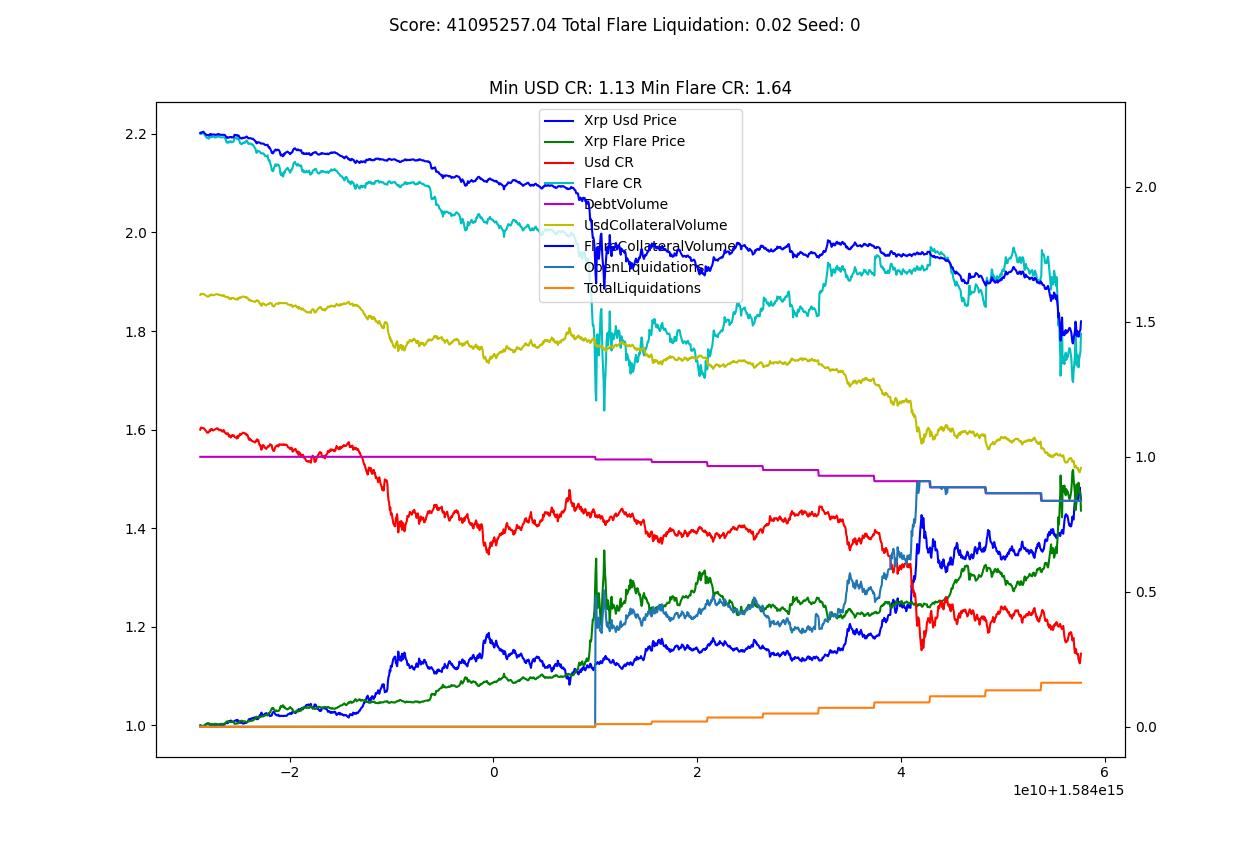 Score: 41095257.04 Total Flare Liquidation: 0.02 Seed: 0
Min USD CR: 1.13 Min Flare CR: 1.64
Xrp Usd Price
Xrp Flare Price
Usd CR
Flare CR
DebtVolume
UsdCollateralVolume
FlareCollateralVolume
OpenLiquidations
TotalLiquidations
2.2
2.0
1.8
1.6
1.4
1.2
1.0
2.0
1.5
1.0
0.5
0.0
−2
0
2
4
6
1e10+1.584e15